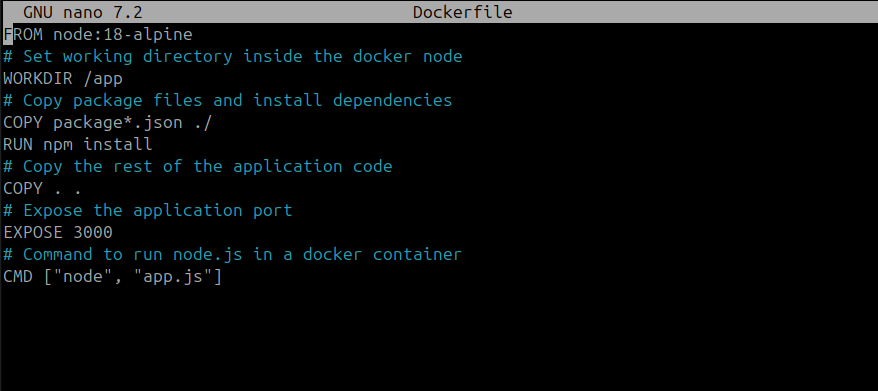 GNU nano 7.2 Dockerfile
FROM node:18-alpine
# Set working directory inside the docker node
WORKDIR /app
# Copy package files and install dependencies
COPY package*.json ./
RUN npm install
# Copy the rest of the application code
COPY . .
# Expose the application port
EXPOSE 3000
# Command to run node.js in a docker container
CMD ["node", "app.js"]